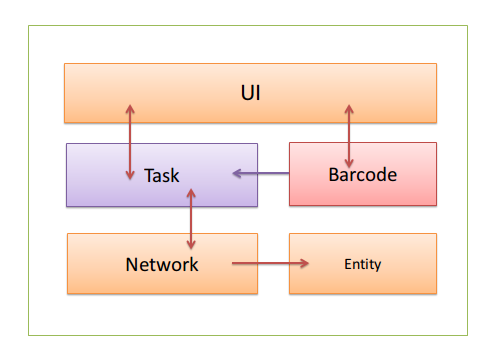 UI
Task
Barcode
Network
Entity